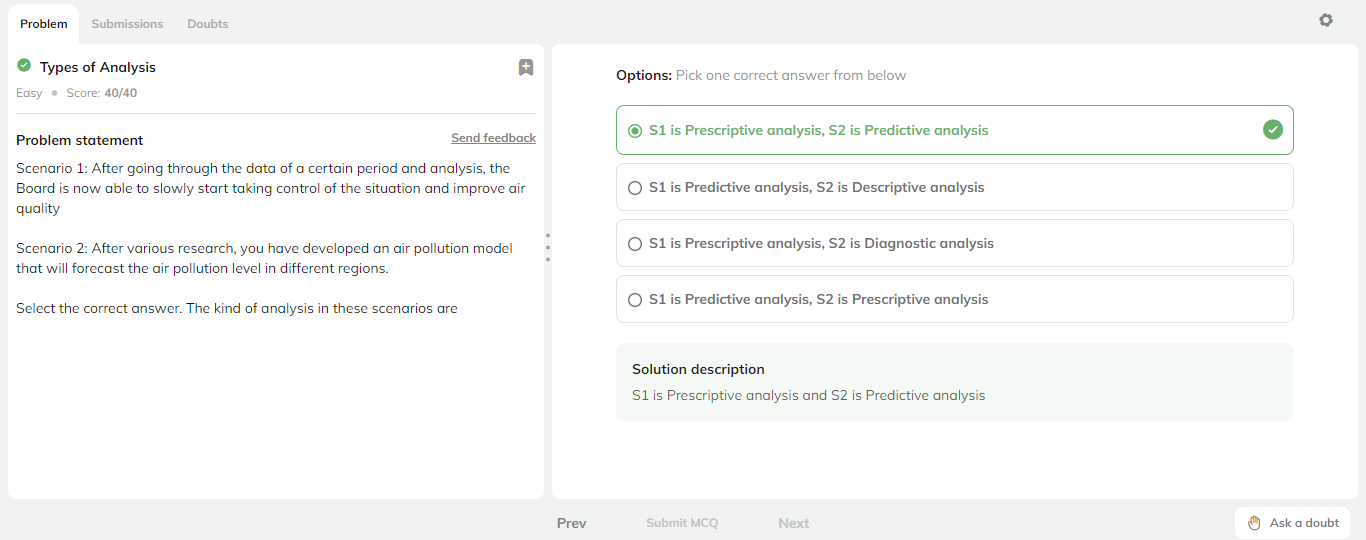 Problem
Submissions
Doubts
Types of Analysis
Easy
Score: 40/40
Problem statement
Send feedback
Scenario 1: After going through the data of a certain period and analysis, the
Board is now able to slowly start taking control of the situation and improve air
quality
Scenario 2: After various research, you have developed an air pollution model
that will forecast the air pollution level in different regions.
Select the correct answer. The kind of analysis in these scenarios are
Options: Pick one correct answer from below
S1 is Prescriptive analysis, S2 is Predictive analysis
S1 is Predictive analysis, S2 is Descriptive analysis
S1 is Prescriptive analysis, S2 is Diagnostic analysis
S1 is Predictive analysis, S2 is Prescriptive analysis
Solution description
S1 is Prescriptive analysis and S2 is Predictive analysis
Prev
Submit MCQ
Next
Ask a doubt